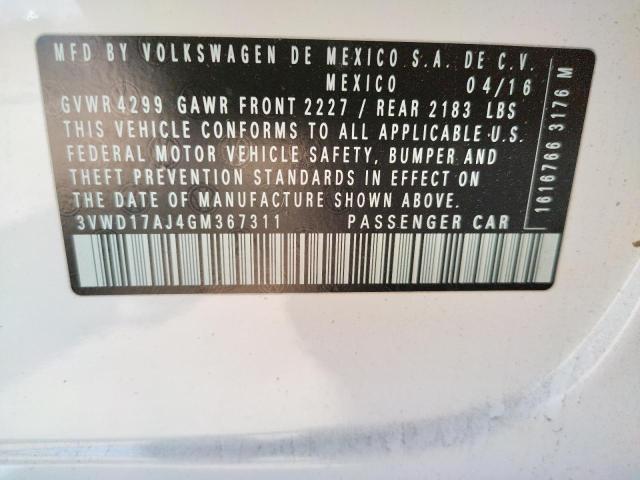 MFD BY VOLKSWAGEN DE MEXICO S.A. DE C.V.
MEXICO 04/16
GVWR 4299 GAWR FRONT 2227 / REAR 2183 LBS
THIS VEHICLE CONFORMS TO ALL APPLICABLE U.S.
FEDERAL MOTOR VEHICLE SAFETY, BUMPER AND
THEFT PREVENTION STANDARDS IN EFFECT ON
THE DATE OF MANUFACTURE SHOWN ABOVE.
3VWD17AJ4GM367311 PASSENGER CAR
1616766 3176 M